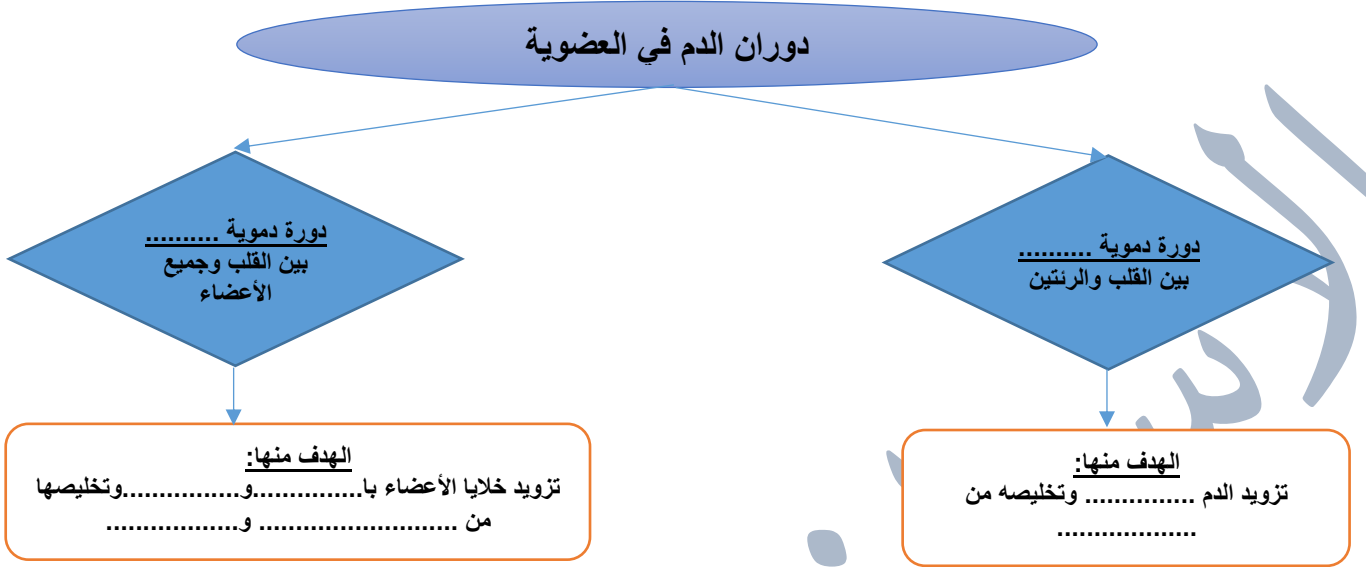 دوران الدم في العضوية
دورة دموية ..........
بين القلب والرئتين
دورة دموية ..........
بين القلب وجميع
الأعضاء
الهدف منها:
تزويد الدم ............... وتخليصه من
...................
الهدف منها:
تزويد خلايا الأعضاء با...............و................وتخليصها
من ........................... و..................